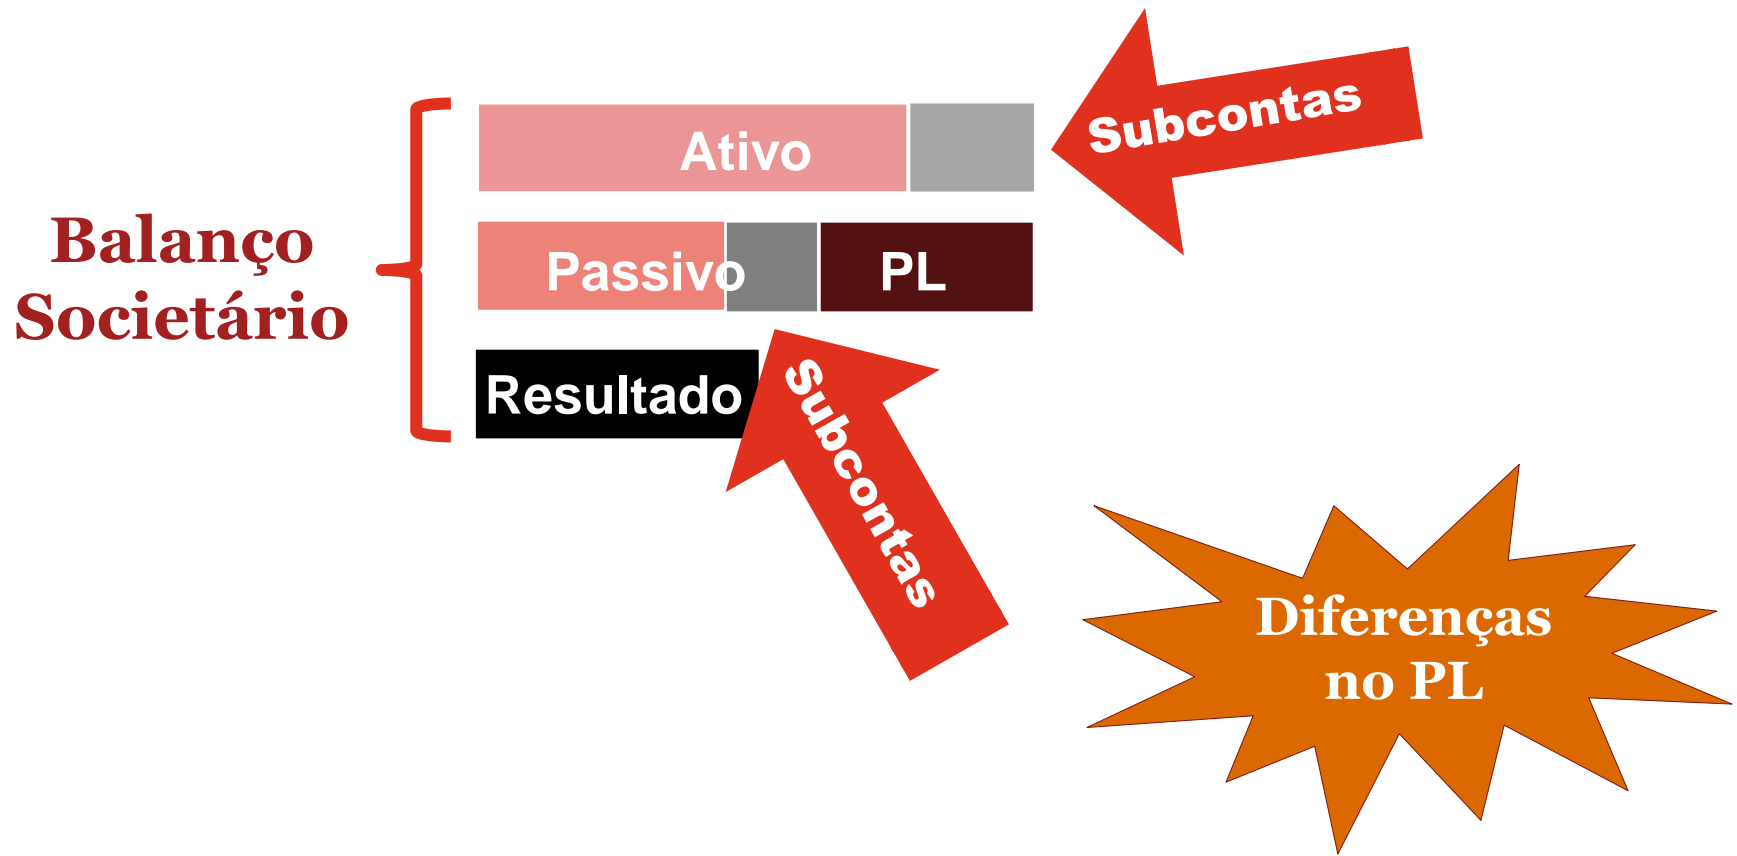 Subcontas
Ativo
Balanço
Societário
Passivo
PL
Resultado
Subcontas
Diferenças
no PL